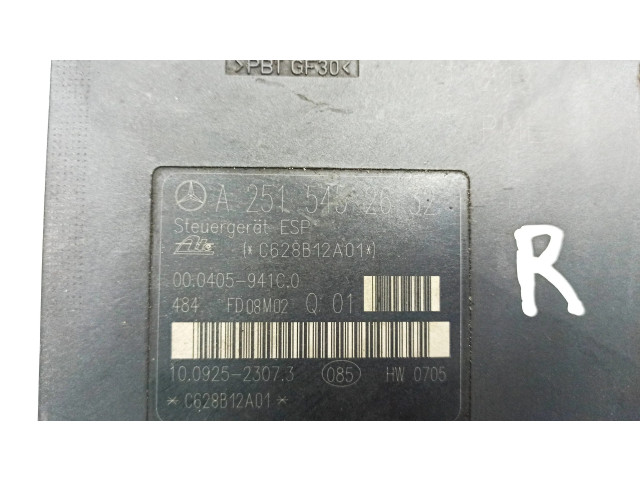 >PBT GF30<
A 251 545 26 32
Steuergerät ESP
Ate (*C628B12A01*)
00.0405-941C.0
484 FD08M02 Q 01
10.0925-2307.3 085 HW 0705
*C628B12A01*
R